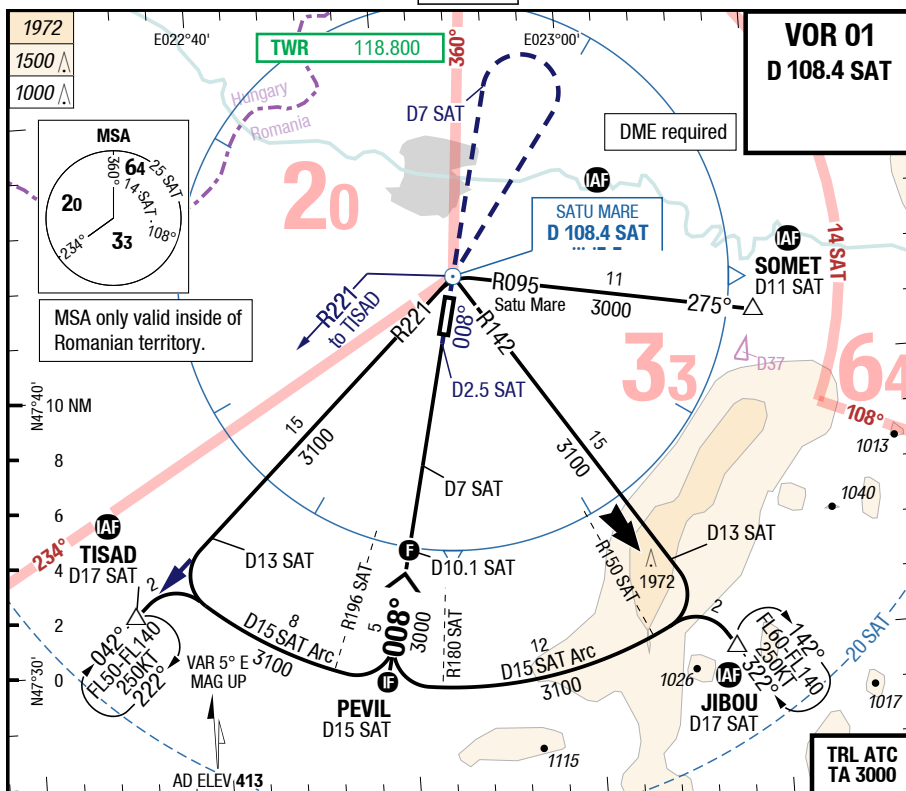 1972
1500
1000
E022°40'
TWR 118.800
360°
E023°00'
VOR 01
D 108.4 SAT
Hungary
Romania
D7 SAT
DME required
MSA
360°
64
25 SAT
14 SAT
108°
20
33
234°
MSA only valid inside of
Romanian territory.
20
IAF
SATU MARE
D 108.4 SAT
IAF
SOMET
D11 SAT
14 SAT
R221
to TISAD
R221
008°
R142
R095
11
3000
275°
Satu Mare
D2.5 SAT
33
64
D37
108°
1013
N47°40'
10 NM
8
6
4
2
0
N47°30'
15
3100
15
3100
D7 SAT
1040
IAF
TISAD
D17 SAT
234°
D13 SAT
F
D10.1 SAT
R150 SAT
1972
D13 SAT
2
R196 SAT
R180 SAT
008°
5
3000
8
D15 SAT Arc
3100
12
D15 SAT Arc
3100
2
042°
FL50-FL140
250KT
222°
142°
FL60-FL140
250KT
322°
20 SAT
VAR 5° E
MAG UP
IF
PEVIL
D15 SAT
1026
IAF
JIBOU
D17 SAT
1017
1115
AD ELEV 413
TRL ATC
TA 3000